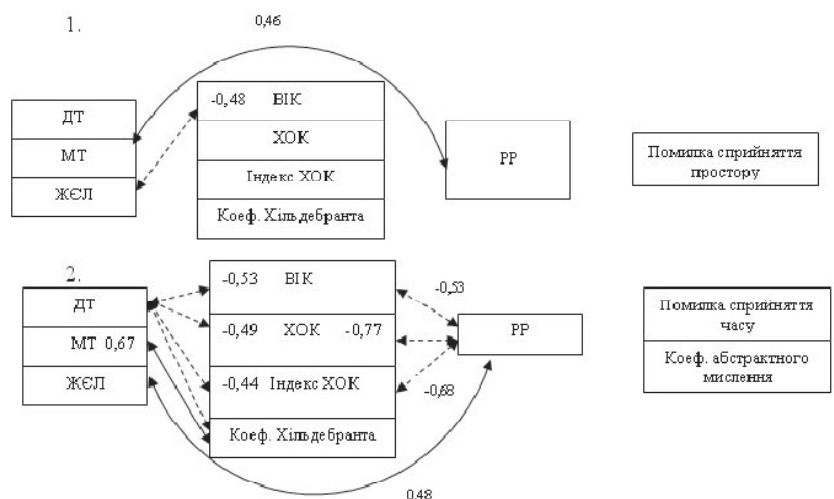 1.
0,46
ДТ
МТ
ЖЄЛ
-0,48 ВІК
ХОК
Індекс ХОК
Коеф. Хільдебранта
РР
Помилка сприйняття
простору
2.
ДТ
МТ 0,67
ЖЄЛ
-0,53 ВІК
-0,49 ХОК -0,77
-0,44 Індекс ХОК
Коеф. Хільдебранта
-0,53
РР
-0,68
0,48
Помилка сприйняття
часу
Коеф. абстрактного
мислення